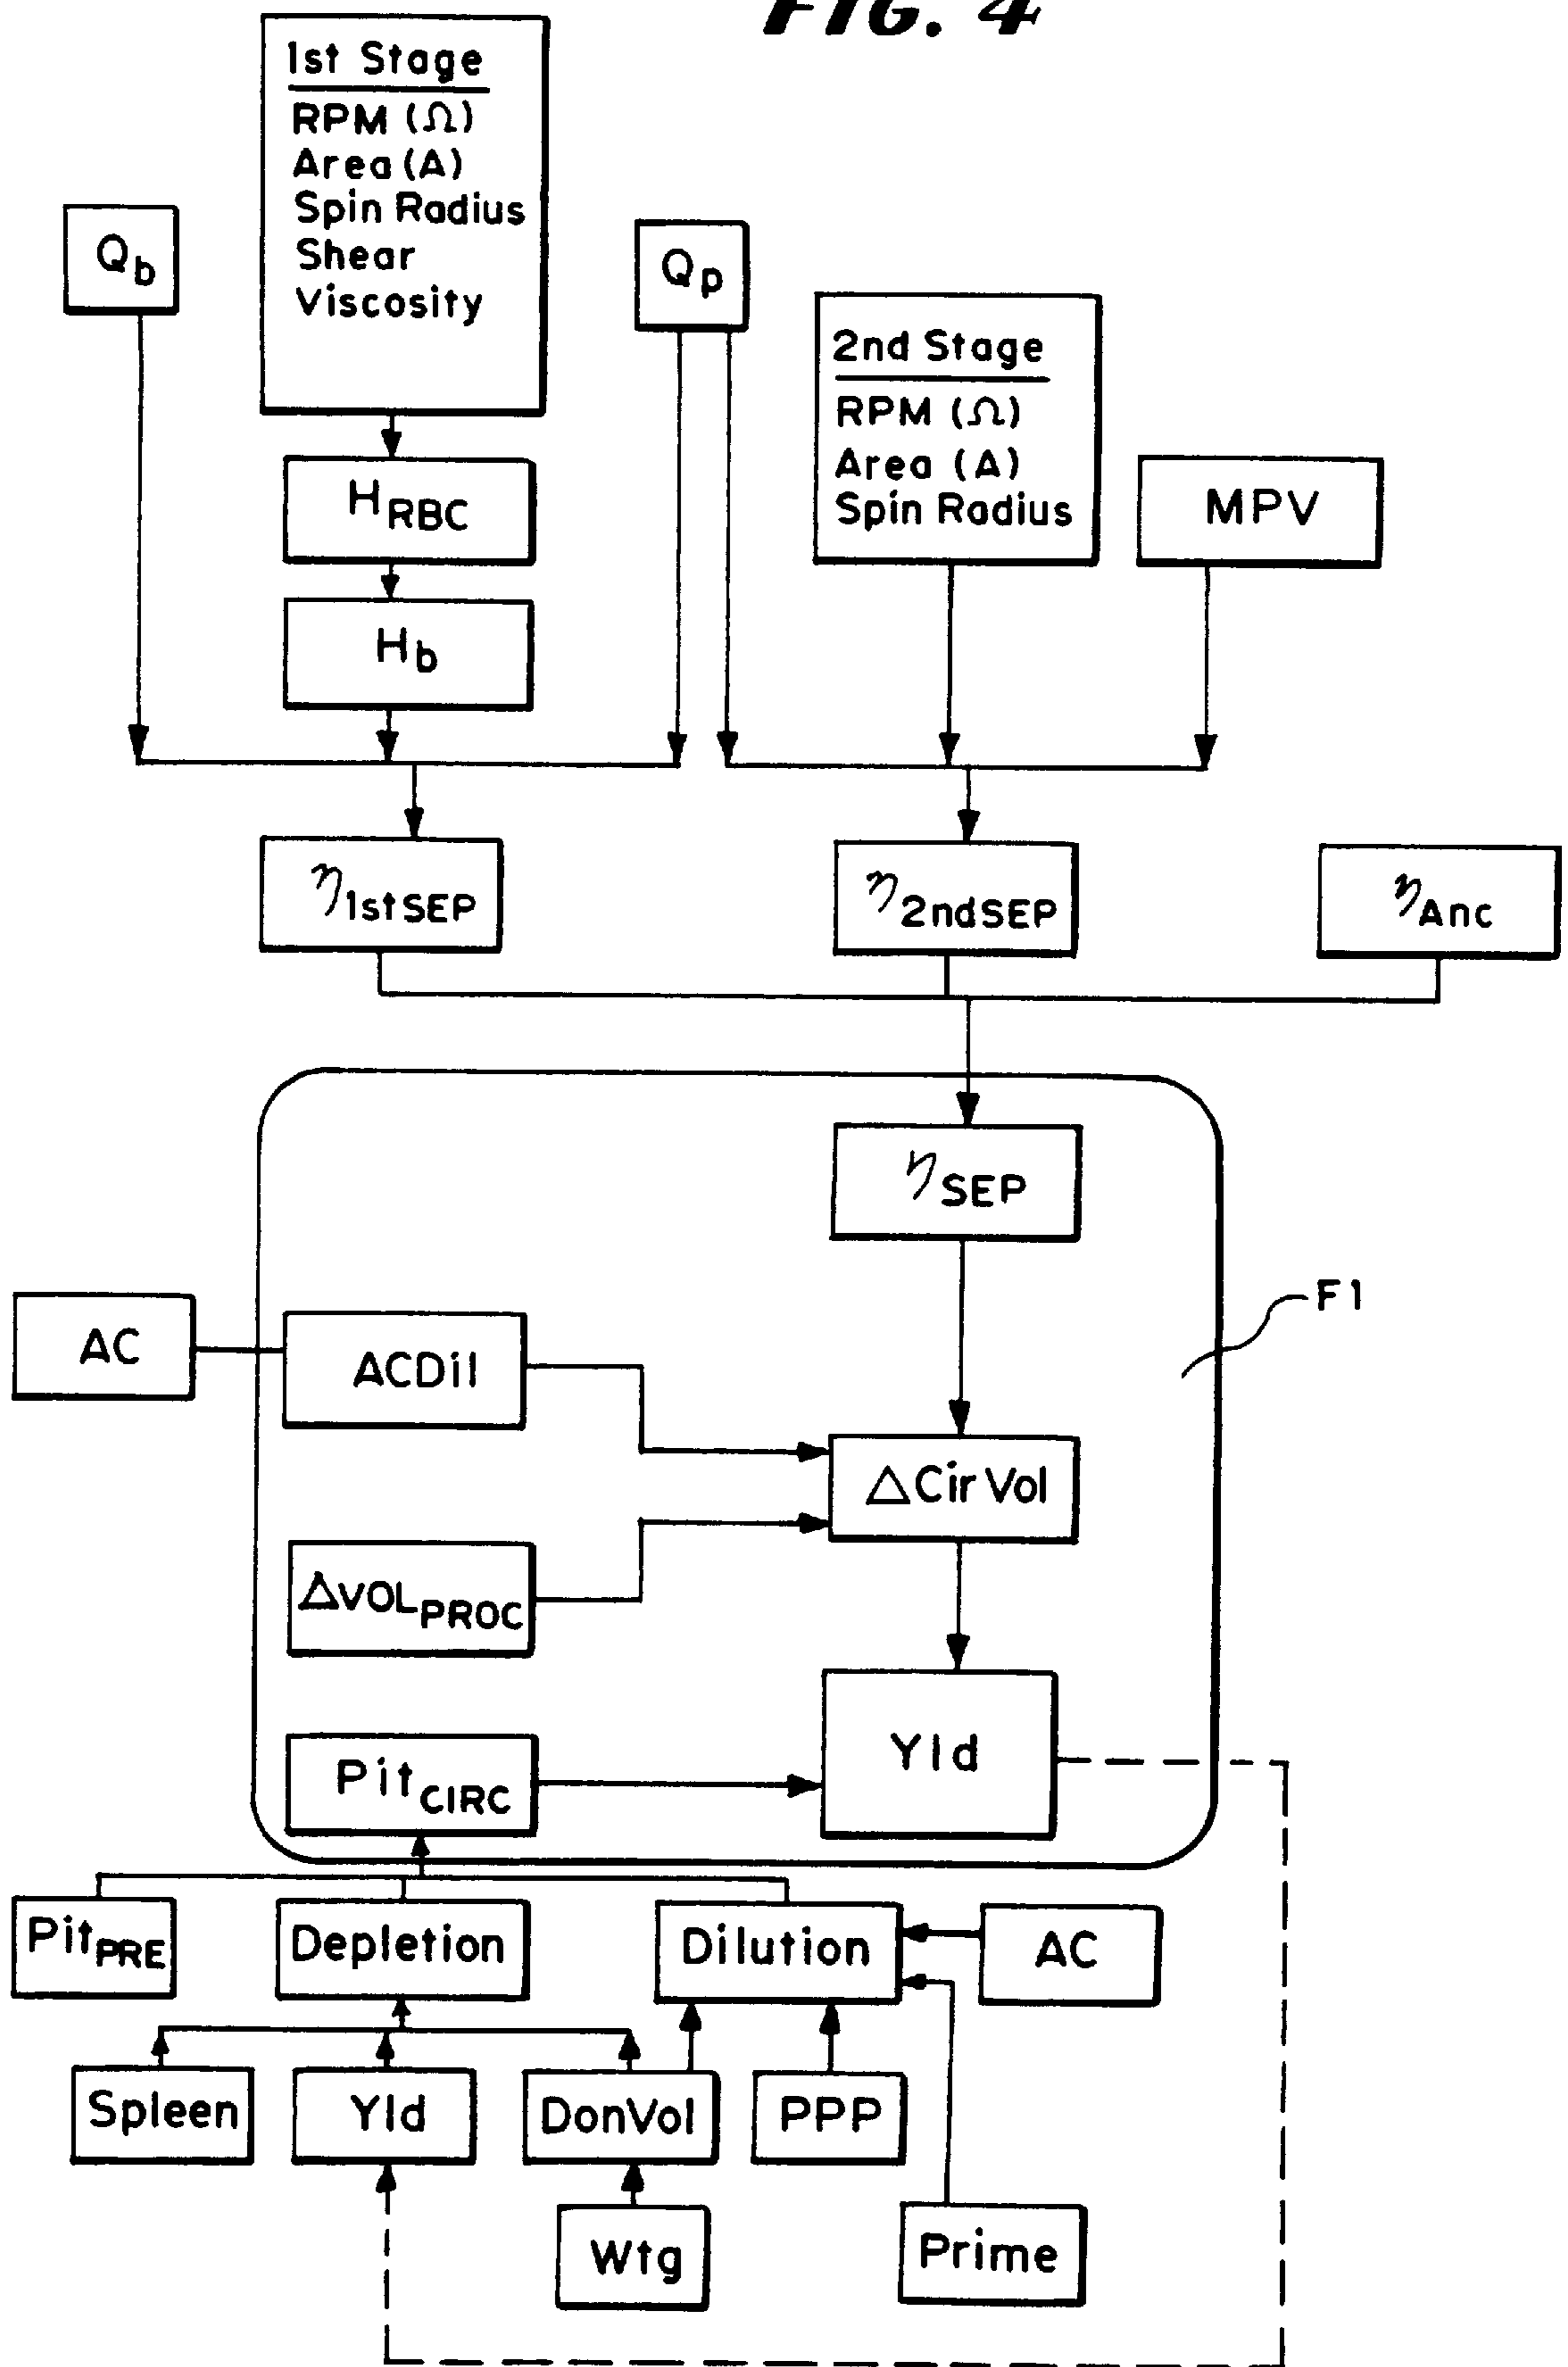 FIG. 4
1st Stage
RPM (Ω)
Area (A)
Spin Radius
Shear
Viscosity
Qb
Qp
2nd Stage
RPM (Ω)
Area (A)
Spin Radius
MPV
HRBC
Hb
η1stSEP
η2ndSEP
ηAnc
ηSEP
F1
AC
ACDil
ΔCirVol
ΔVOLPROC
Yld
PltCIRC
PltPRE
Depletion
Dilution
AC
Spleen
Yld
DonVol
PPP
Wtg
Prime